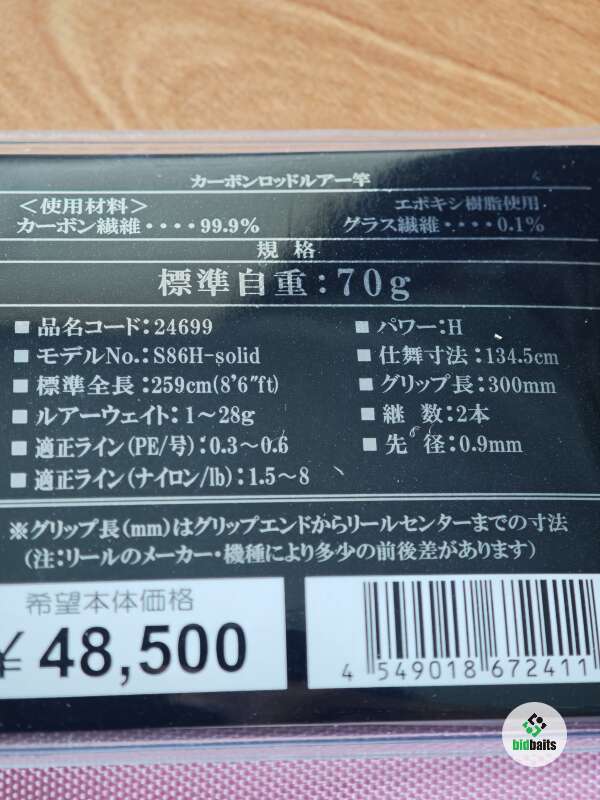 カーボンロッドルアー竿
＜使用材料＞ エポキシ樹脂使用
カーボン繊維・・・・99.9% グラス繊維・・・・0.1%
規 格
標準自重：70g
■ 品名コード：24699 ■ パワー：H
■ モデルNo.：S86H-solid ■ 仕舞寸法：134.5cm
■ 標準全長：259cm(8'6"ft) ■ グリップ長：300mm
■ ルアーウェイト：1～28g ■ 継 数：2本
■ 適正ライン(PE/号)：0.3～0.6 ■ 先 径：0.9mm
■ 適正ライン(ナイロン/lb)：1.5～8
※グリップ長(mm)はグリップエンドからリールセンターまでの寸法
(注：リールのメーカー・機種により多少の前後差があります)
希望本体価格
¥ 48,500
4 549018 672411
bidbaits